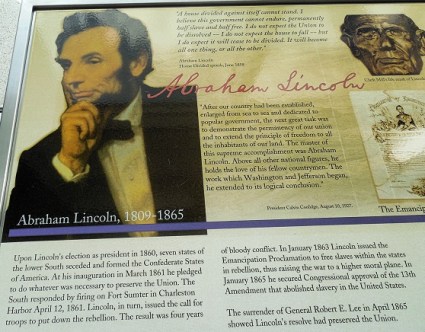 "A house divided against itself cannot stand. I
believe this government cannot endure, permanently
half slave and half free. I do not expect the Union to
be dissolved — I do not expect the house to fall — but
I do expect it will cease to be divided. It will become
all one thing, or all the other."
Abraham Lincoln
Abraham Lincoln
"After our country had been established,
enlarged from sea to sea and dedicated to
popular government, the next great task was
to demonstrate the permanency of our union
and to extend the principle of freedom to all
the inhabitants of our land. The master of
this supreme accomplishment was Abraham
Lincoln. Above all other national figures, he
holds the love of his fellow countrymen. The
work which Washington and Jefferson began,
he extended to its logical conclusion."
President Calvin Coolidge, August 10, 1927.
The Emancip
Abraham Lincoln, 1809-1865
Upon Lincoln's election as president in 1860, seven states of
the lower South seceded and formed the Confederate States
of America. At his inauguration in March 1861 he pledged
to do whatever was necessary to preserve the Union. The
South responded by firing on Fort Sumter in Charleston
Harbor April 12, 1861. Lincoln, in turn, issued the call for
troops to put down the rebellion. The result was four years
of bloody conflict. In January 1863 Lincoln issued the
Emancipation Proclamation to free slaves within the states
in rebellion, thus raising the war to a higher moral plane. In
January 1865 he secured Congressional approval of the 13th
Amendment that abolished slavery in the United States.
The surrender of General Robert E. Lee in April 1865
showed Lincoln's resolve had preserved the Union.